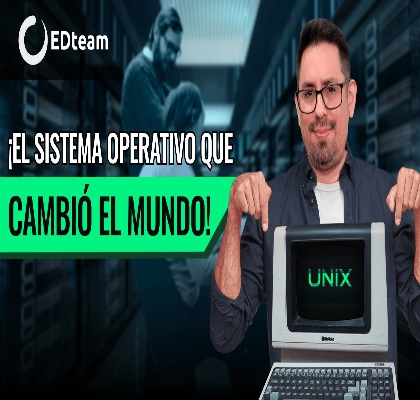 EDteam
¡EL SISTEMA OPERATIVO QUE
CAMBIÓ EL MUNDO!
UNIX